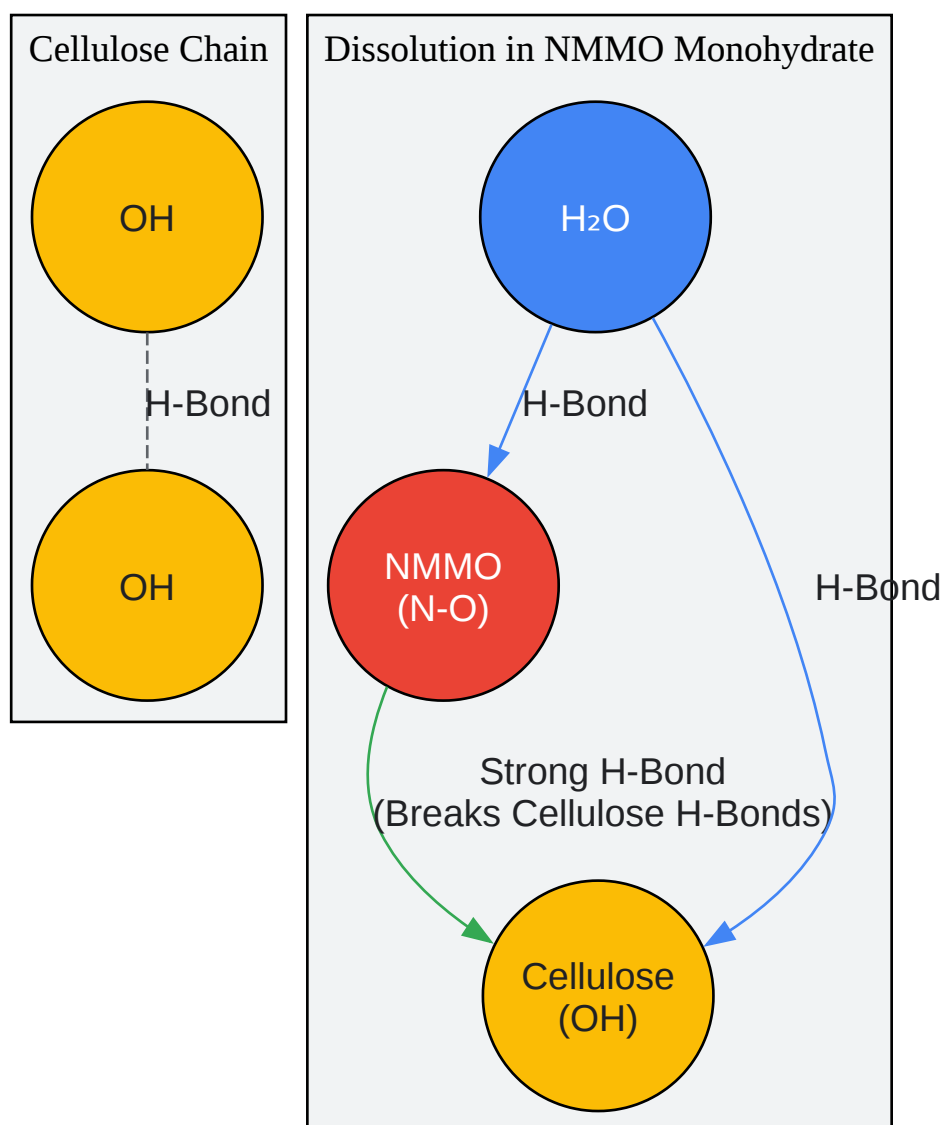 Cellulose Chain
OH
H-Bond
OH
Dissolution in NMMO Monohydrate
H₂O
H-Bond
NMMO
(N-O)
H-Bond
Strong H-Bond
(Breaks Cellulose H-Bonds)
Cellulose
(OH)